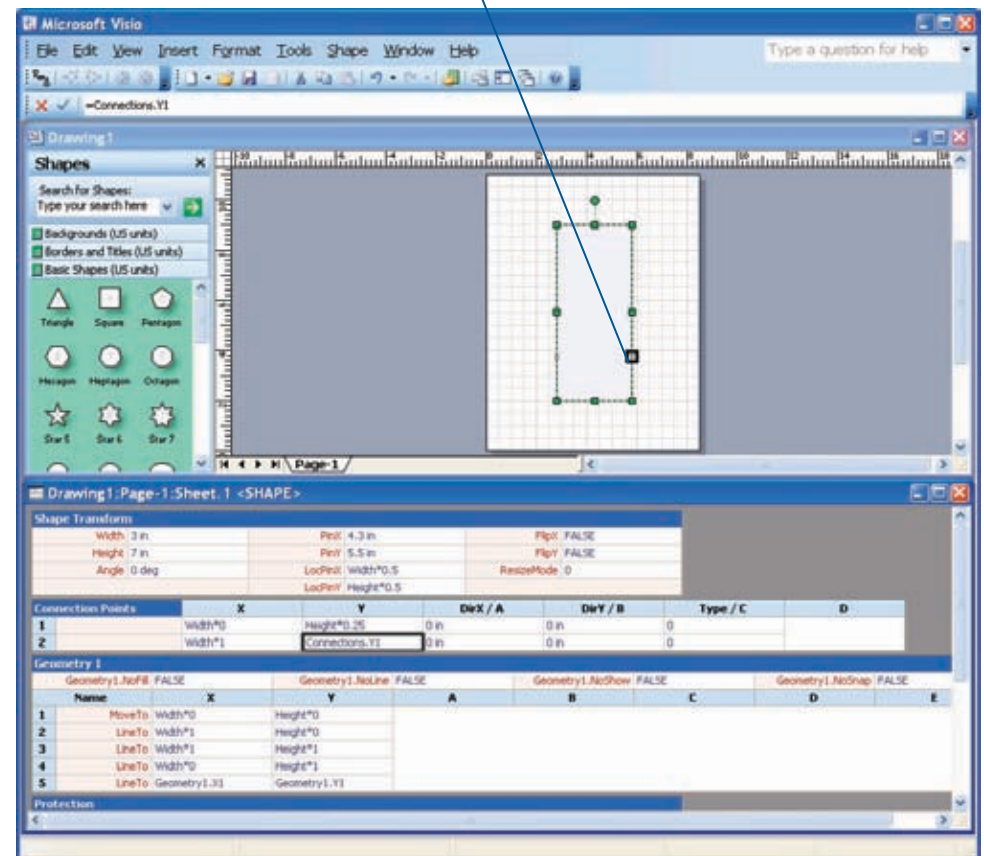 Microsoft Visio
File Edit View Insert Format Tools Shape Window Help
Type a question for help
=Connections.Y1
Drawing1
Shapes
Search for Shapes:
Type your search here
Backgrounds (US units)
Borders and Titles (US units)
Basic Shapes (US units)
Triangle Square Pentagon
Hexagon Heptagon Octagon
Star 5 Star 6 Star 7
Page-1
Drawing1:Page-1:Sheet.1 <SHAPE>
Shape Transform
Width 3 in PinX 4.3 in FlipX FALSE
Height 7 in PinY 5.5 in FlipY FALSE
Angle 0 deg LocPinX Width*0.5 ResizeMode 0
LocPinY Height*0.5
Connection Points X Y DirX / A DirY / B Type / C D
1 Width*0 Height*0.25 0 in 0 in 0
2 Width*1 Connections.Y1 0 in 0 in 0
Geometry 1
Geometry1.NoFill FALSE Geometry1.NoLine FALSE Geometry1.NoShow FALSE Geometry1.NoSnap FALSE
Name X Y A B C D E
1 MoveTo Width*0 Height*0
2 LineTo Width*1 Height*0
3 LineTo Width*1 Height*1
4 LineTo Width*0 Height*1
5 LineTo Geometry1.X1 Geometry1.Y1
Protection